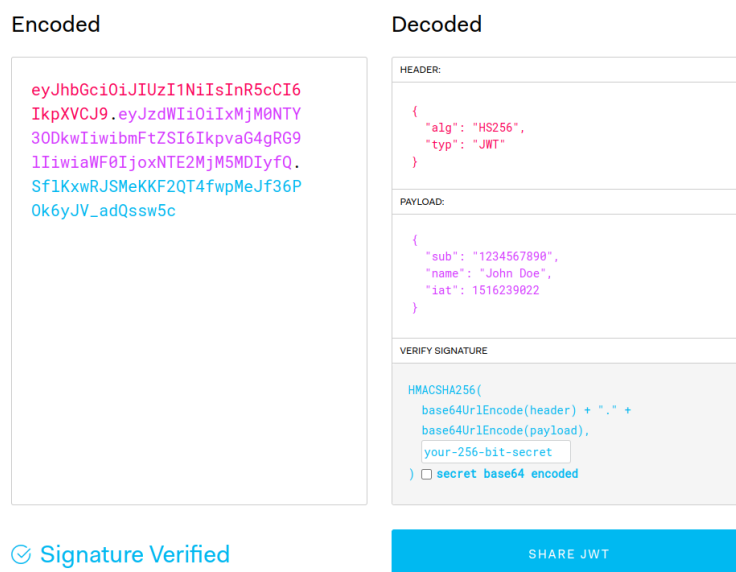 Encoded
eyJhbGciOiJIUzI1NiIsInR5cCI6
IkpXVCJ9.eyJzdWIiOiIxMjM0NTY
3ODkwIiwibmFtZSI6IkpvaG4gRG9
lIiwiaWF0IjoxNTE2MjM5MDIyfQ.
SflKxwRJSMeKKF2QT4fwpMeJf36P
Ok6yJV_adQssw5c
Signature Verified
Decoded
HEADER:
{
"alg": "HS256",
"typ": "JWT"
}
PAYLOAD:
{
"sub": "1234567890",
"name": "John Doe",
"iat": 1516239022
}
VERIFY SIGNATURE
HMACSHA256(
base64UrlEncode(header) + "." +
base64UrlEncode(payload),
your-256-bit-secret
) secret base64 encoded
SHARE JWT